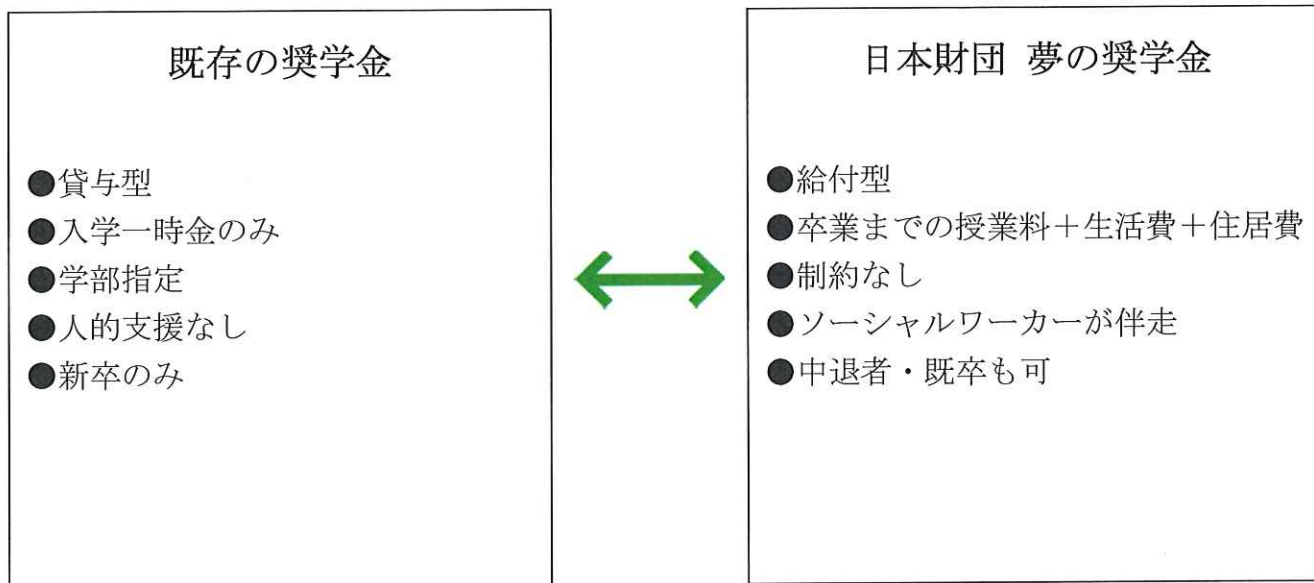 既存の奨学金
●貸与型
●入学一時金のみ
●学部指定
●人的支援なし
●新卒のみ
日本財団 夢の奨学金
●給付型
●卒業までの授業料＋生活費＋住居費
●制約なし
●ソーシャルワーカーが伴走
●中退者・既卒も可